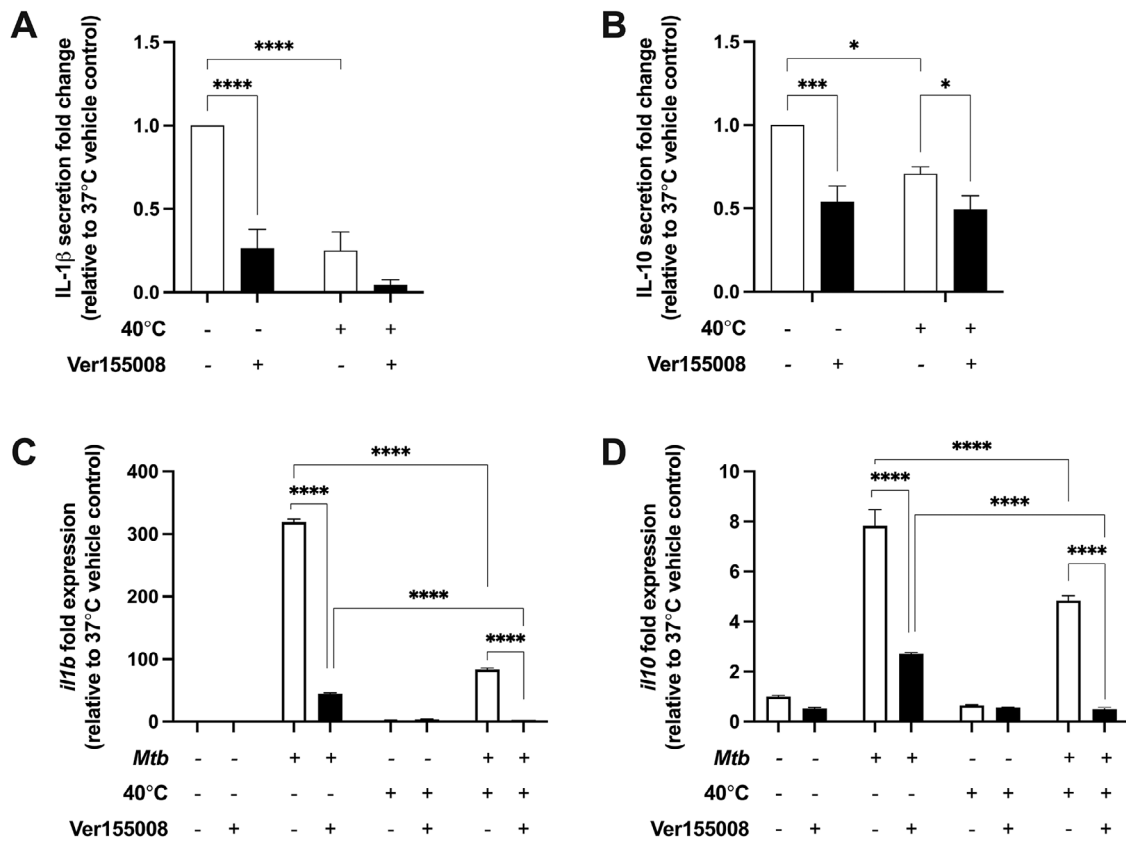 A
IL-1β secretion fold change
(relative to 37°C vehicle control)
1.5
1.0
0.5
0.0
****
****
40°C - - + +
Ver155008 - + - +
B
IL-10 secretion fold change
(relative to 37°C vehicle control)
1.5
1.0
0.5
0.0
*
***
*
40°C - - + +
Ver155008 - + - +
C
il1b fold expression
(relative to 37°C vehicle control)
400
300
200
100
0
****
****
****
****
Mtb - - + + - - + +
40°C - - - - + + + +
Ver155008 - + - + - + - +
D
il10 fold expression
(relative to 37°C vehicle control)
10
8
6
4
2
0
****
****
****
****
Mtb - - + + - - + +
40°C - - - - + + + +
Ver155008 - + - + - + - +